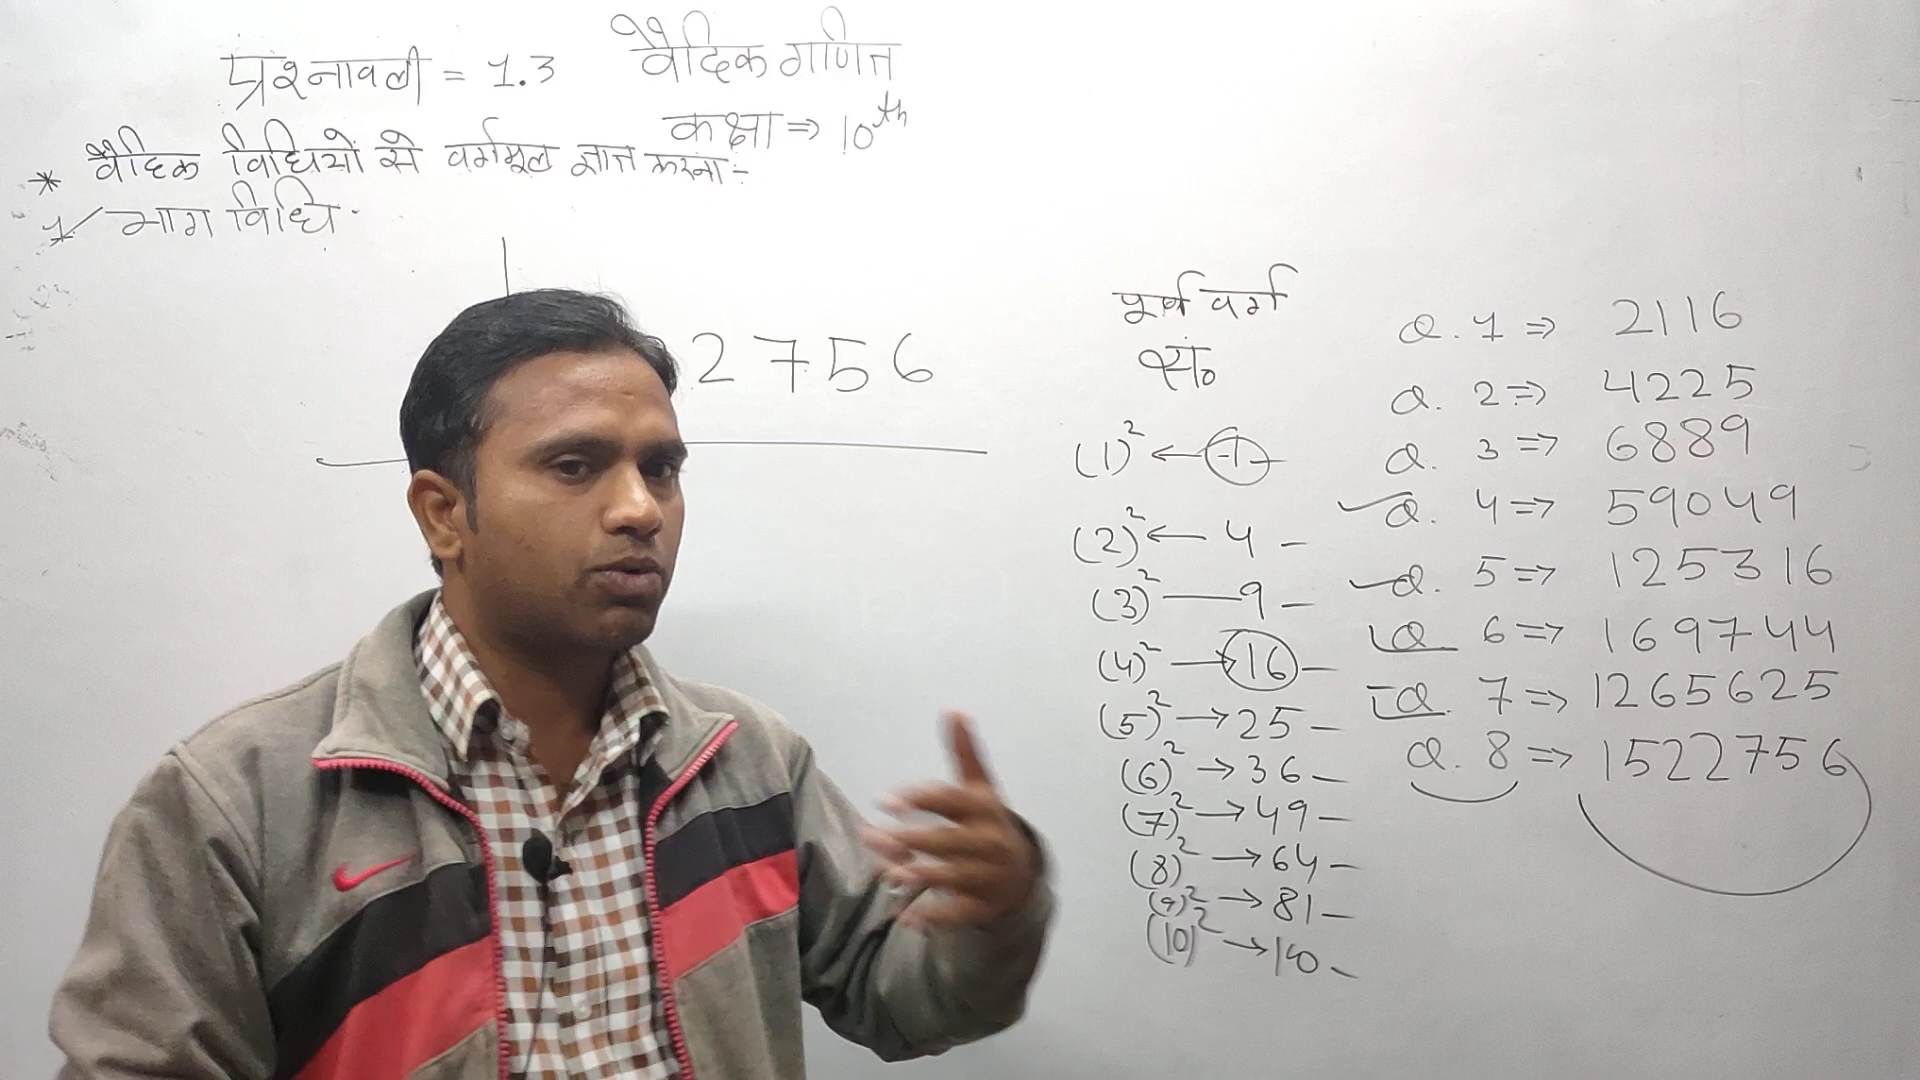 प्रश्नावली = 1.3
वैदिक गणित
कक्षा ⇒ 10th
* वैदिक विधियों से वर्गमूल ज्ञात करना :-
1 भाग विधि -
2756
पूर्ण वर्ग
सं०
(1)² ← 1 -
(2)² ← 4 -
(3)² — 9 -
(4)² → 16 -
(5)² → 25 -
(6)² → 36 -
(7)² → 49 -
(8)² → 64 -
(9)² → 81 -
(10)² →
Q. 1 ⇒ 2116
Q. 2 ⇒ 4225
Q. 3 ⇒ 6889
Q. 4 ⇒ 59049
Q. 5 ⇒ 125316
Q. 6 ⇒ 169744
Q. 7 ⇒ 1265625
Q. 8 ⇒ 1522756